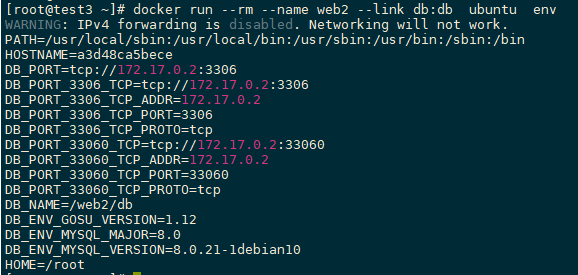 [root@test3 ~]# docker run --rm --name web2 --link db:db  ubuntu  env
WARNING: IPv4 forwarding is disabled. Networking will not work.
PATH=/usr/local/sbin:/usr/local/bin:/usr/sbin:/usr/bin:/sbin:/bin
HOSTNAME=a3d48ca5bece
DB_PORT=tcp://172.17.0.2:3306
DB_PORT_3306_TCP=tcp://172.17.0.2:3306
DB_PORT_3306_TCP_ADDR=172.17.0.2
DB_PORT_3306_TCP_PORT=3306
DB_PORT_3306_TCP_PROTO=tcp
DB_PORT_33060_TCP=tcp://172.17.0.2:33060
DB_PORT_33060_TCP_ADDR=172.17.0.2
DB_PORT_33060_TCP_PORT=33060
DB_PORT_33060_TCP_PROTO=tcp
DB_NAME=/web2/db
DB_ENV_GOSU_VERSION=1.12
DB_ENV_MYSQL_MAJOR=8.0
DB_ENV_MYSQL_VERSION=8.0.21-1debian10
HOME=/root